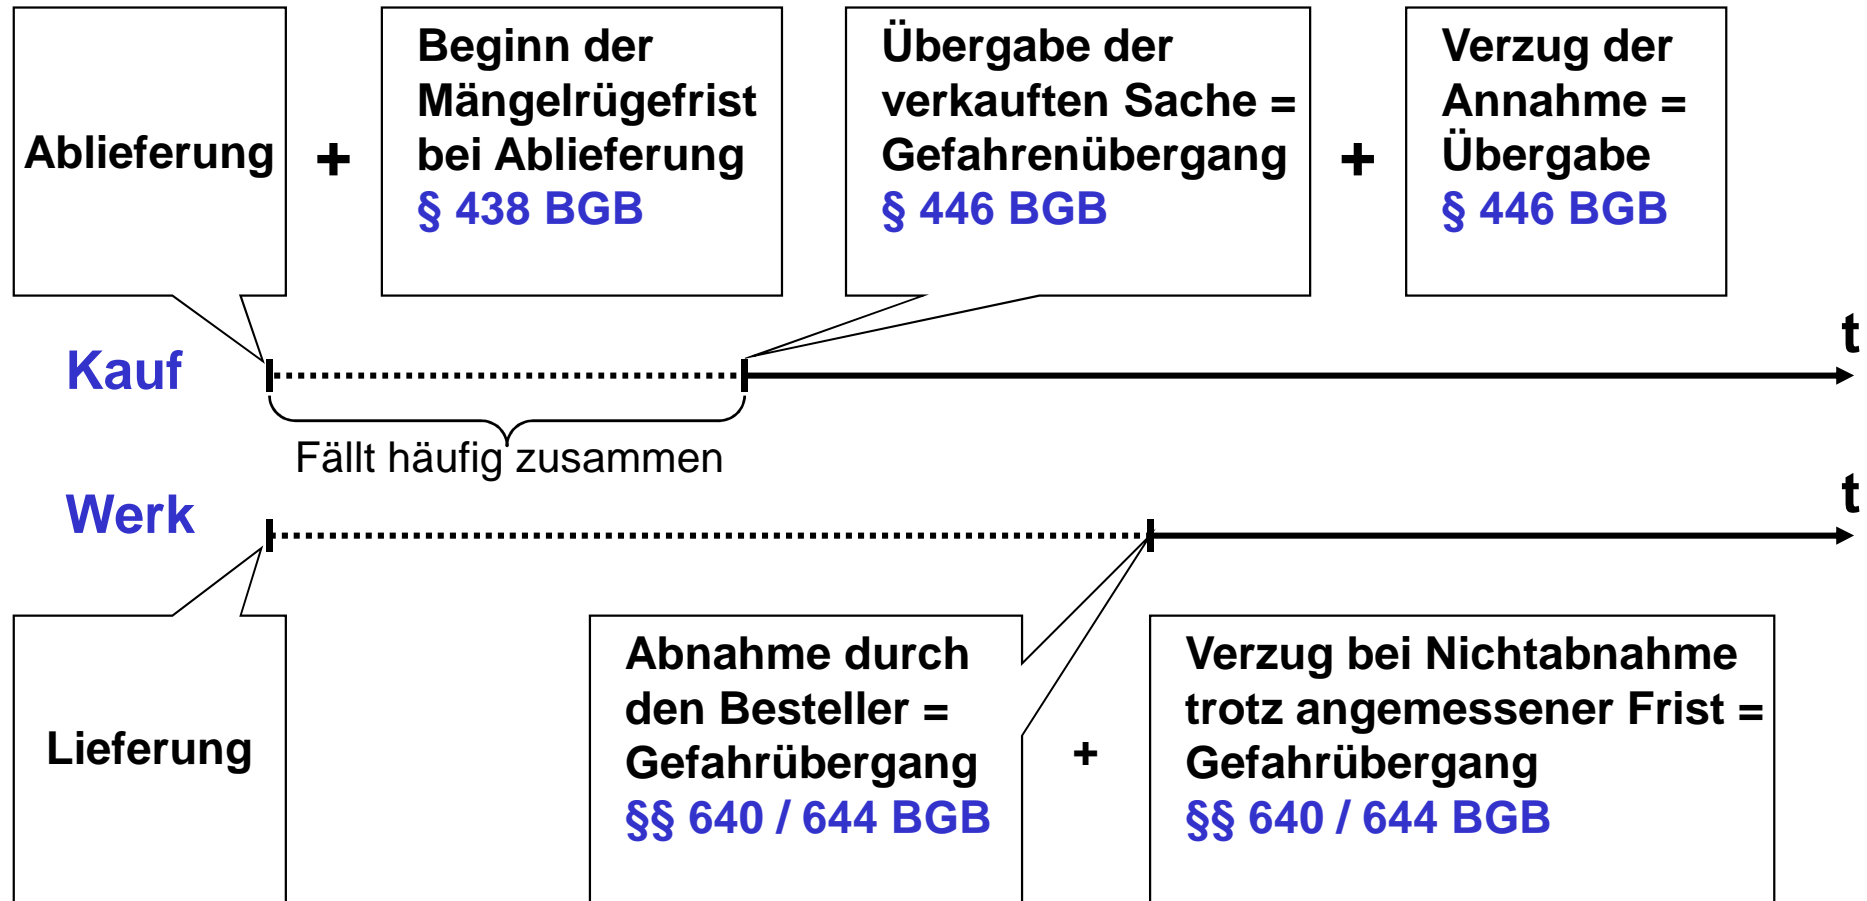 Ablieferung
+
Beginn der
Mängelrügefrist
bei Ablieferung
§ 438 BGB
Übergabe der
verkauften Sache =
Gefahrenübergang
§ 446 BGB
+
Verzug der
Annahme =
Übergabe
§ 446 BGB
t
Kauf
Fällt häufig zusammen
t
Werk
Lieferung
Abnahme durch
den Besteller =
Gefahrübergang
§§ 640 / 644 BGB
+
Verzug bei Nichtabnahme
trotz angemessener Frist =
Gefahrübergang
§§ 640 / 644 BGB